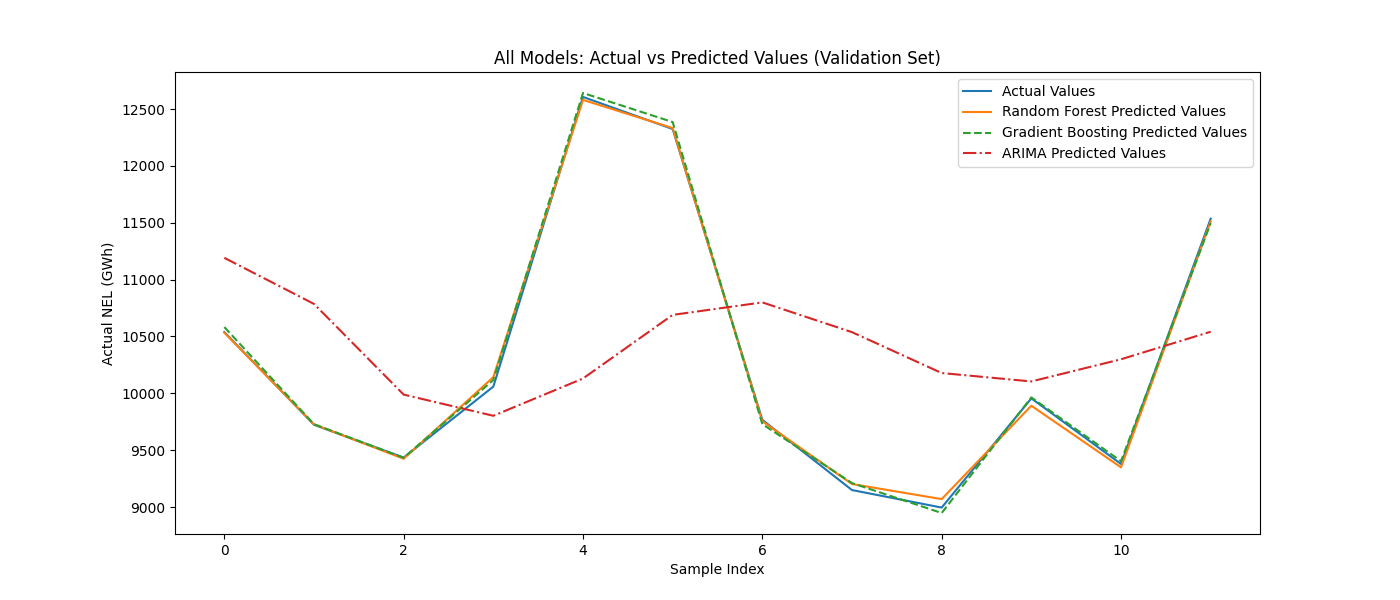 All Models: Actual vs Predicted Values (Validation Set)
Actual Values
Random Forest Predicted Values
Gradient Boosting Predicted Values
ARIMA Predicted Values
Actual NEL (GWh)
12500
12000
11500
11000
10500
10000
9500
9000
0 2 4 6 8 10
Sample Index